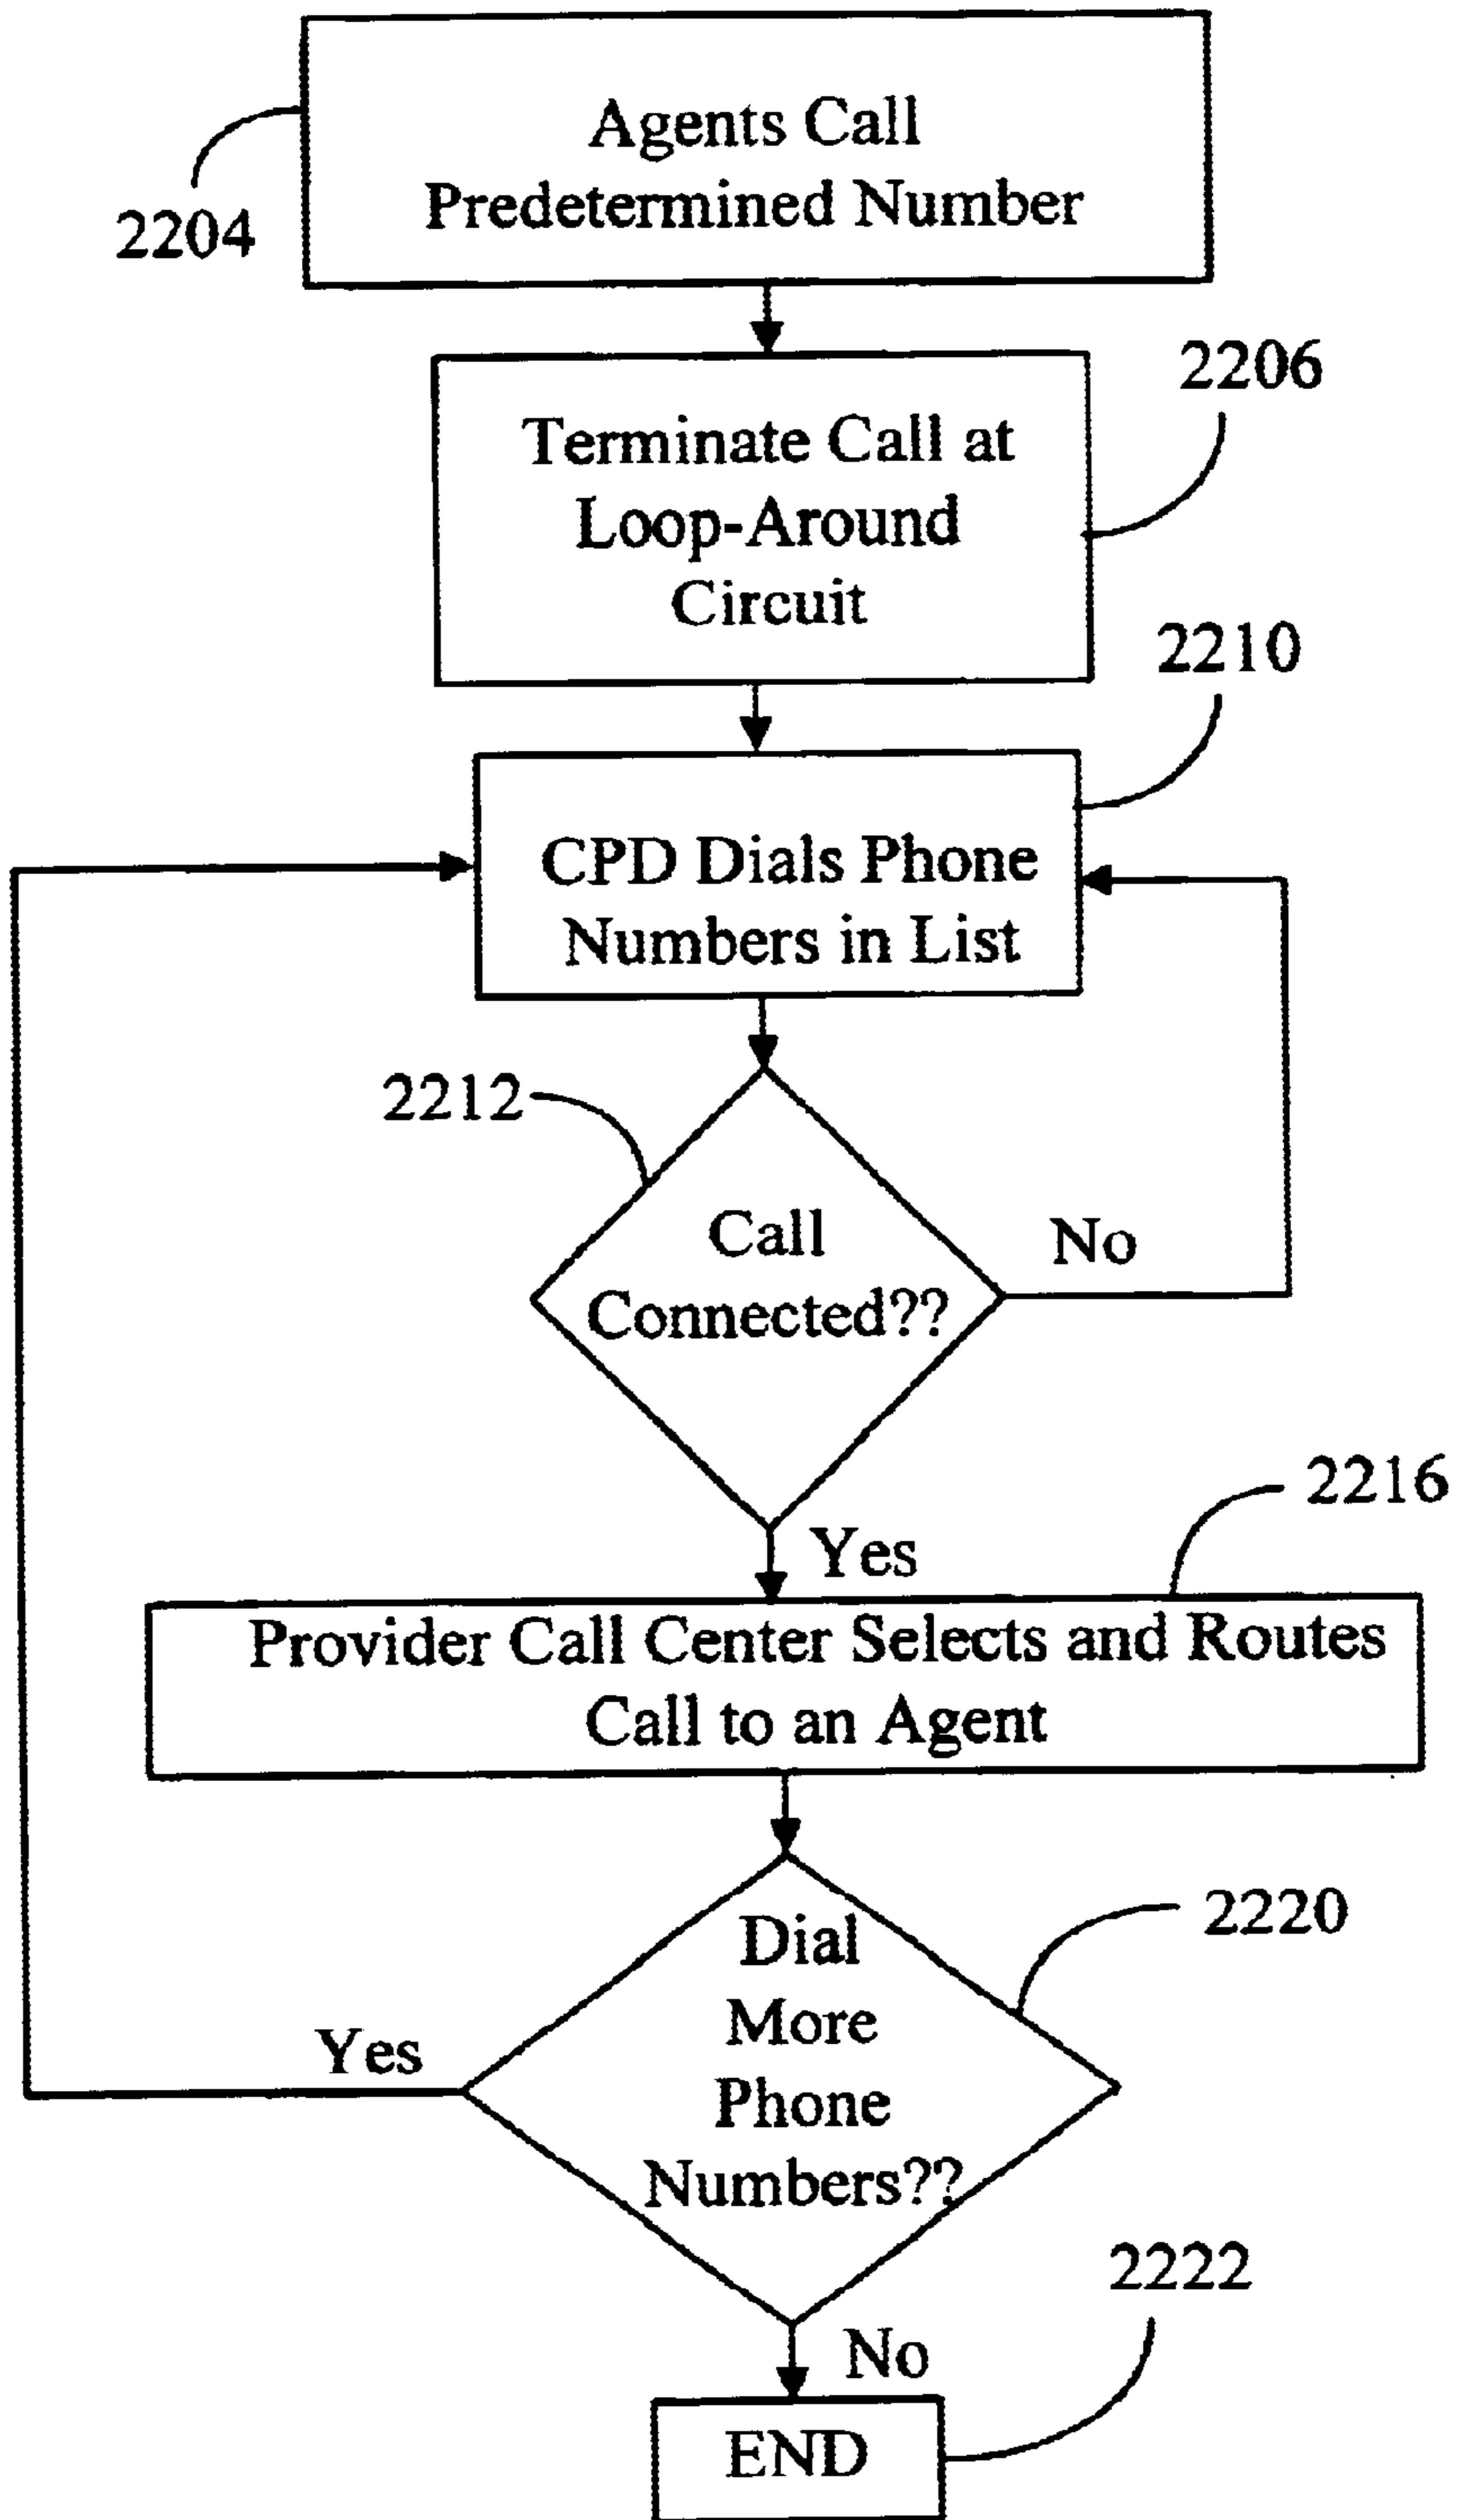 Agents Call
Predetermined Number
2204
2206
Terminate Call at
Loop-Around
Circuit
2210
CPD Dials Phone
Numbers in List
2212
Call
Connected??
No
Yes
2216
Provider Call Center Selects and Routes
Call to an Agent
2220
Dial
More
Phone
Numbers??
Yes
2222
No
END